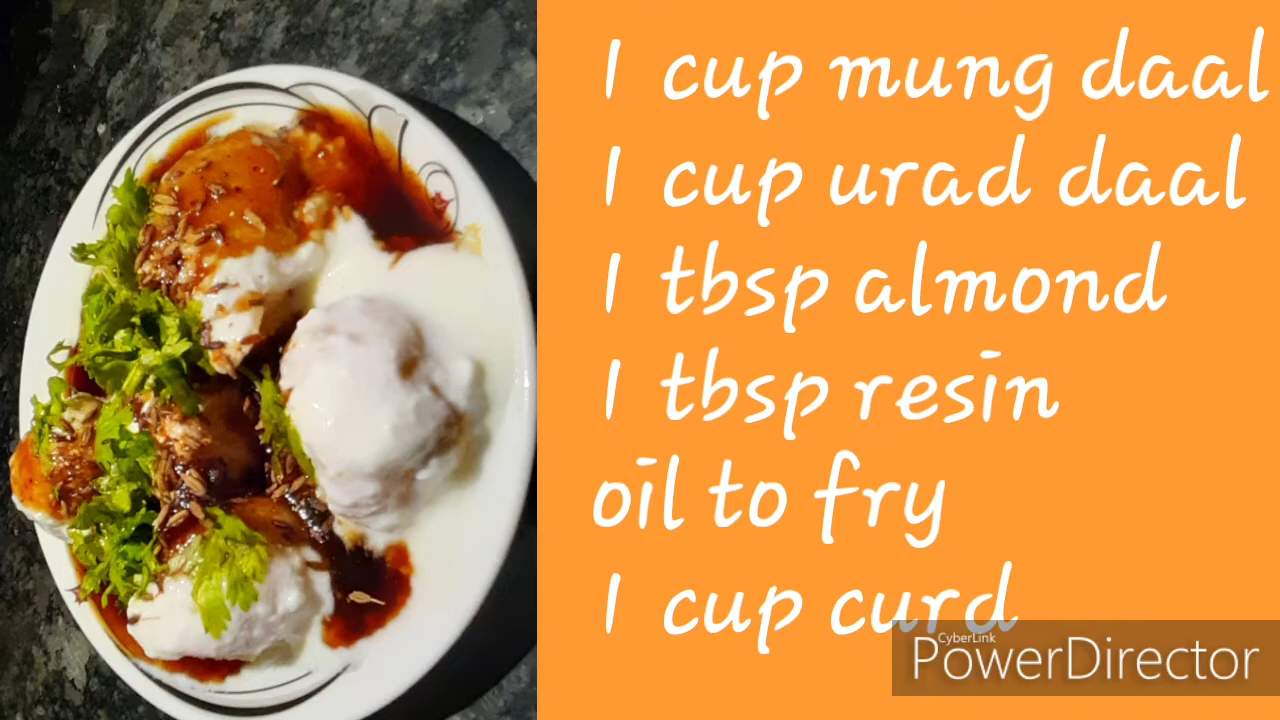 1 cup mung daal
1 cup urad daal
1 tbsp almond
1 tbsp resin
oil to fry
1 cup curd
CyberLink
PowerDirector